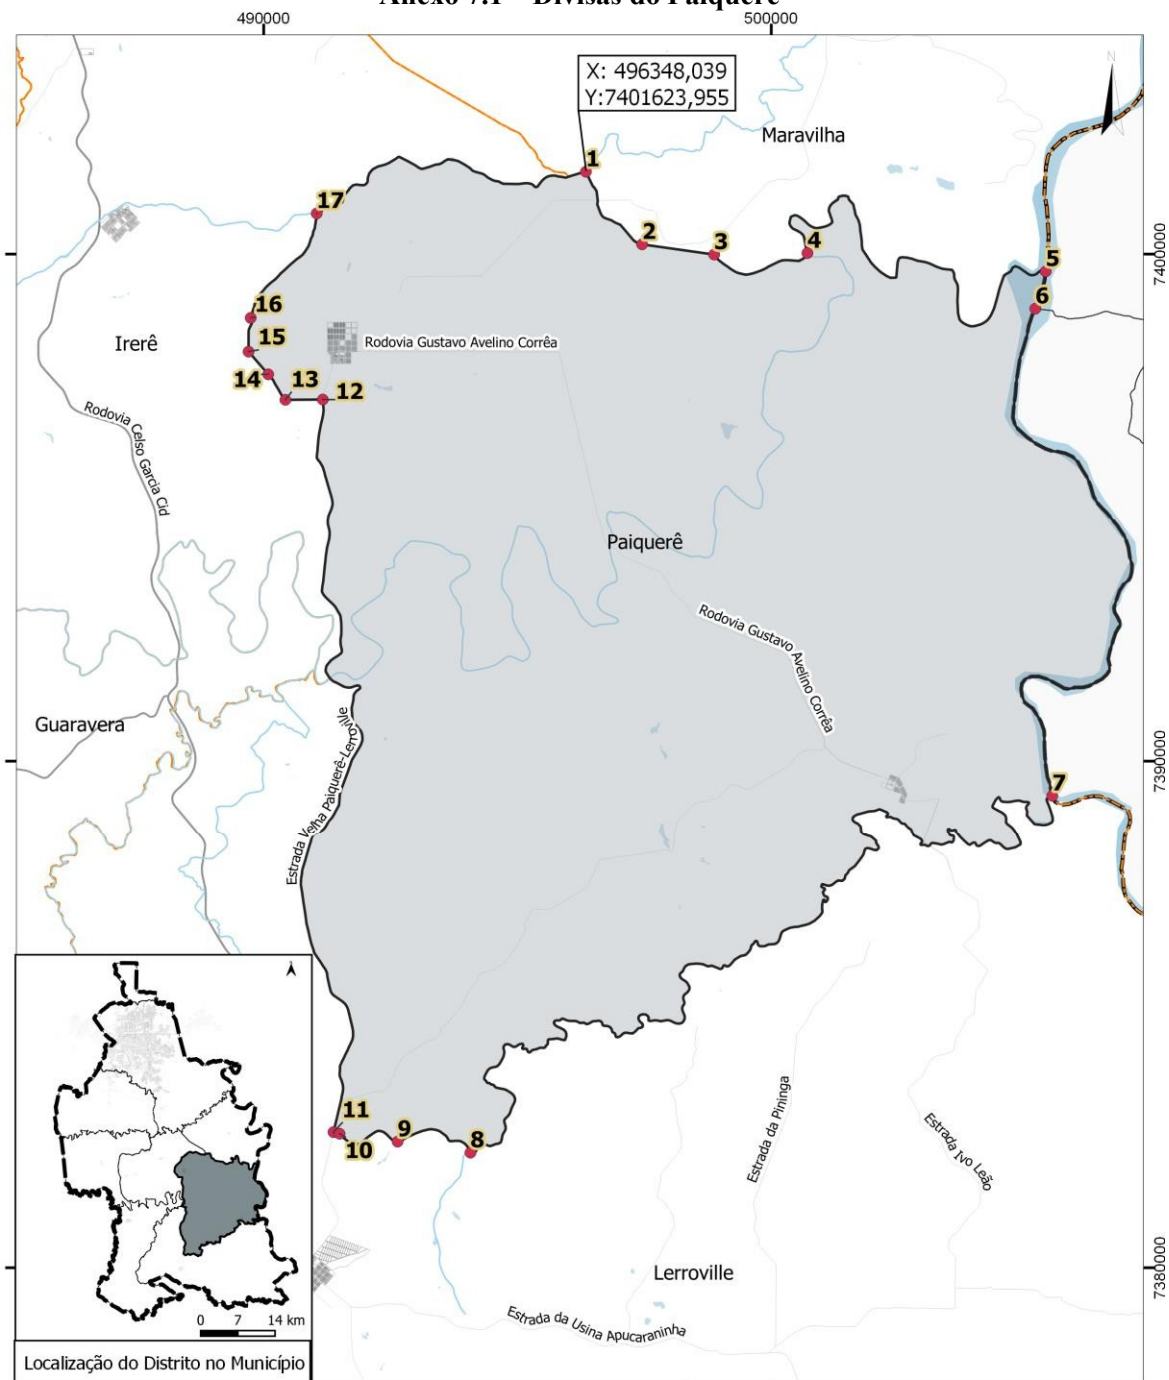 Anexo 7.1 – Divisas do Paiquerê
490000
500000
X: 496348,039
Y:7401623,955
N
Maravilha
1
17
2
3
4
7400000
5
6
16
Irerê
15
Rodovia Gustavo Avelino Corrêa
14
13
12
Rodovia Celso Garcia Cid
Paiquerê
Rodovia Gustavo Avelino Corrêa
Guaravera
Estrada Velha Paiquerê-Lerroville
7390000
7
11
10
9
8
Estrada da Pininga
Estrada Ivo Leão
Lerroville
7380000
Estrada da Usina Apucaraninha
0 7 14 km
Localização do Distrito no Município